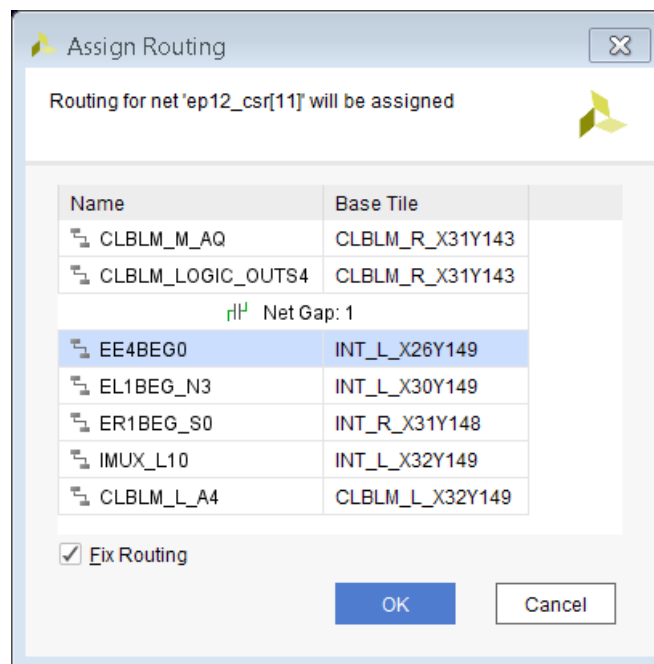 Assign Routing
Routing for net 'ep12_csr[11]' will be assigned
Name Base Tile
CLBLM_M_AQ CLBLM_R_X31Y143
CLBLM_LOGIC_OUTS4 CLBLM_R_X31Y143
Net Gap: 1
EE4BEG0 INT_L_X26Y149
EL1BEG_N3 INT_L_X30Y149
ER1BEG_S0 INT_R_X31Y148
IMUX_L10 INT_L_X32Y149
CLBLM_L_A4 CLBLM_L_X32Y149
Fix Routing
OK Cancel